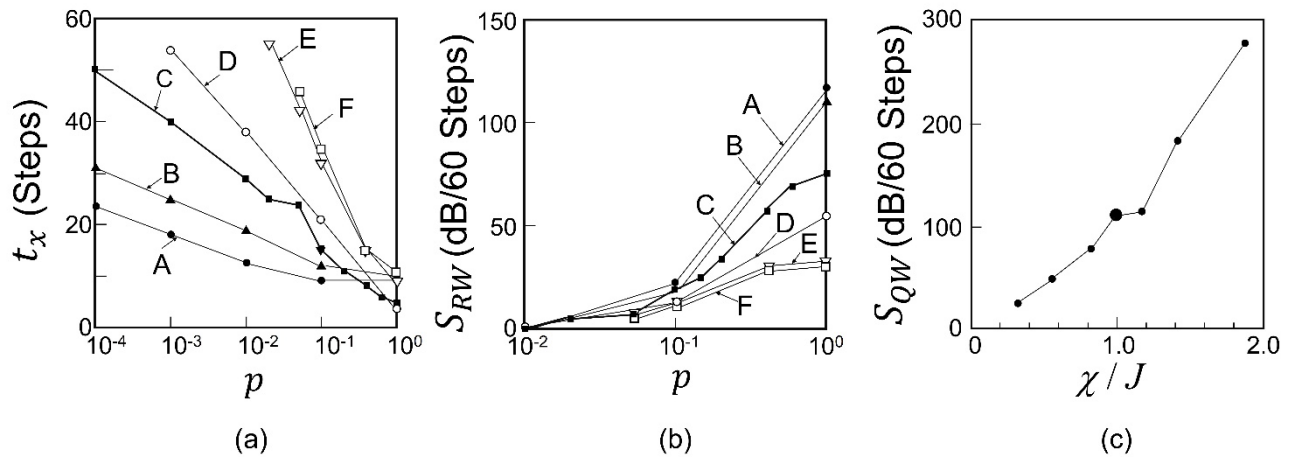 60
40
20
0
t_x (Steps)
A
B
C
D
E
F
10^-4
10^-3
10^-2
10^-1
10^0
p
(a)
150
100
50
0
S_RW (dB/60 Steps)
A
B
C
D
E
F
10^-2
10^-1
10^0
p
(b)
300
200
100
0
S_QW (dB/60 Steps)
0
1.0
2.0
χ / J
(c)